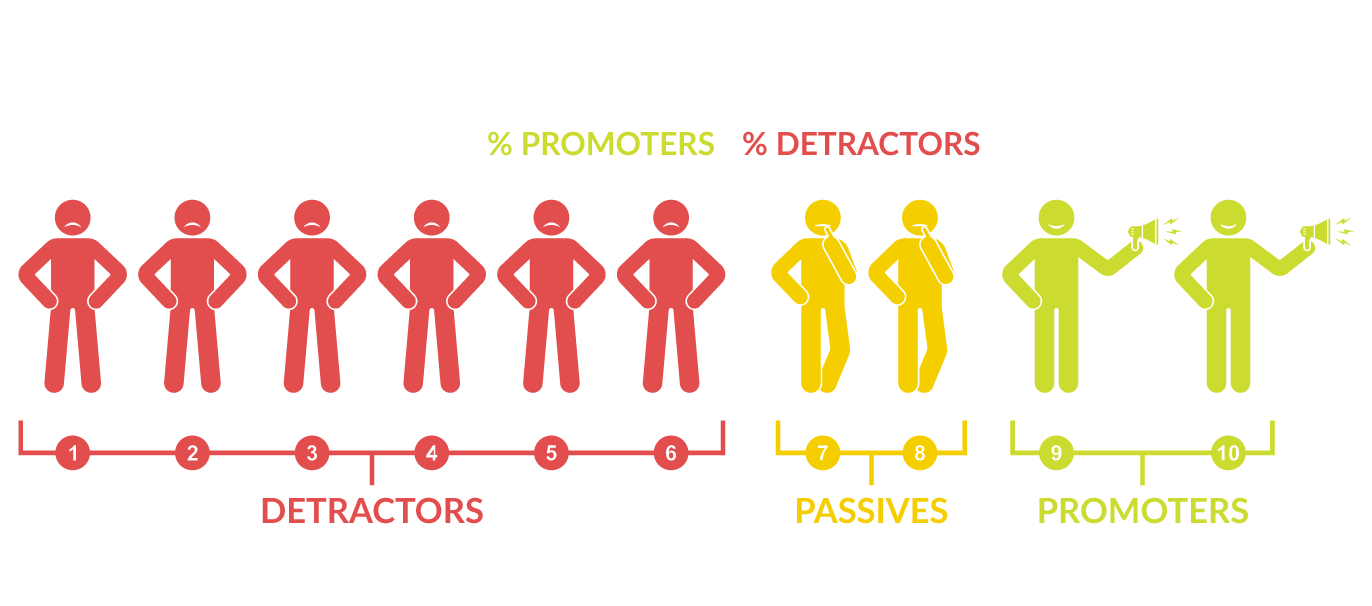 % PROMOTERS % DETRACTORS
1 2 3 4 5 6 7 8 9 10
DETRACTORS PASSIVES PROMOTERS